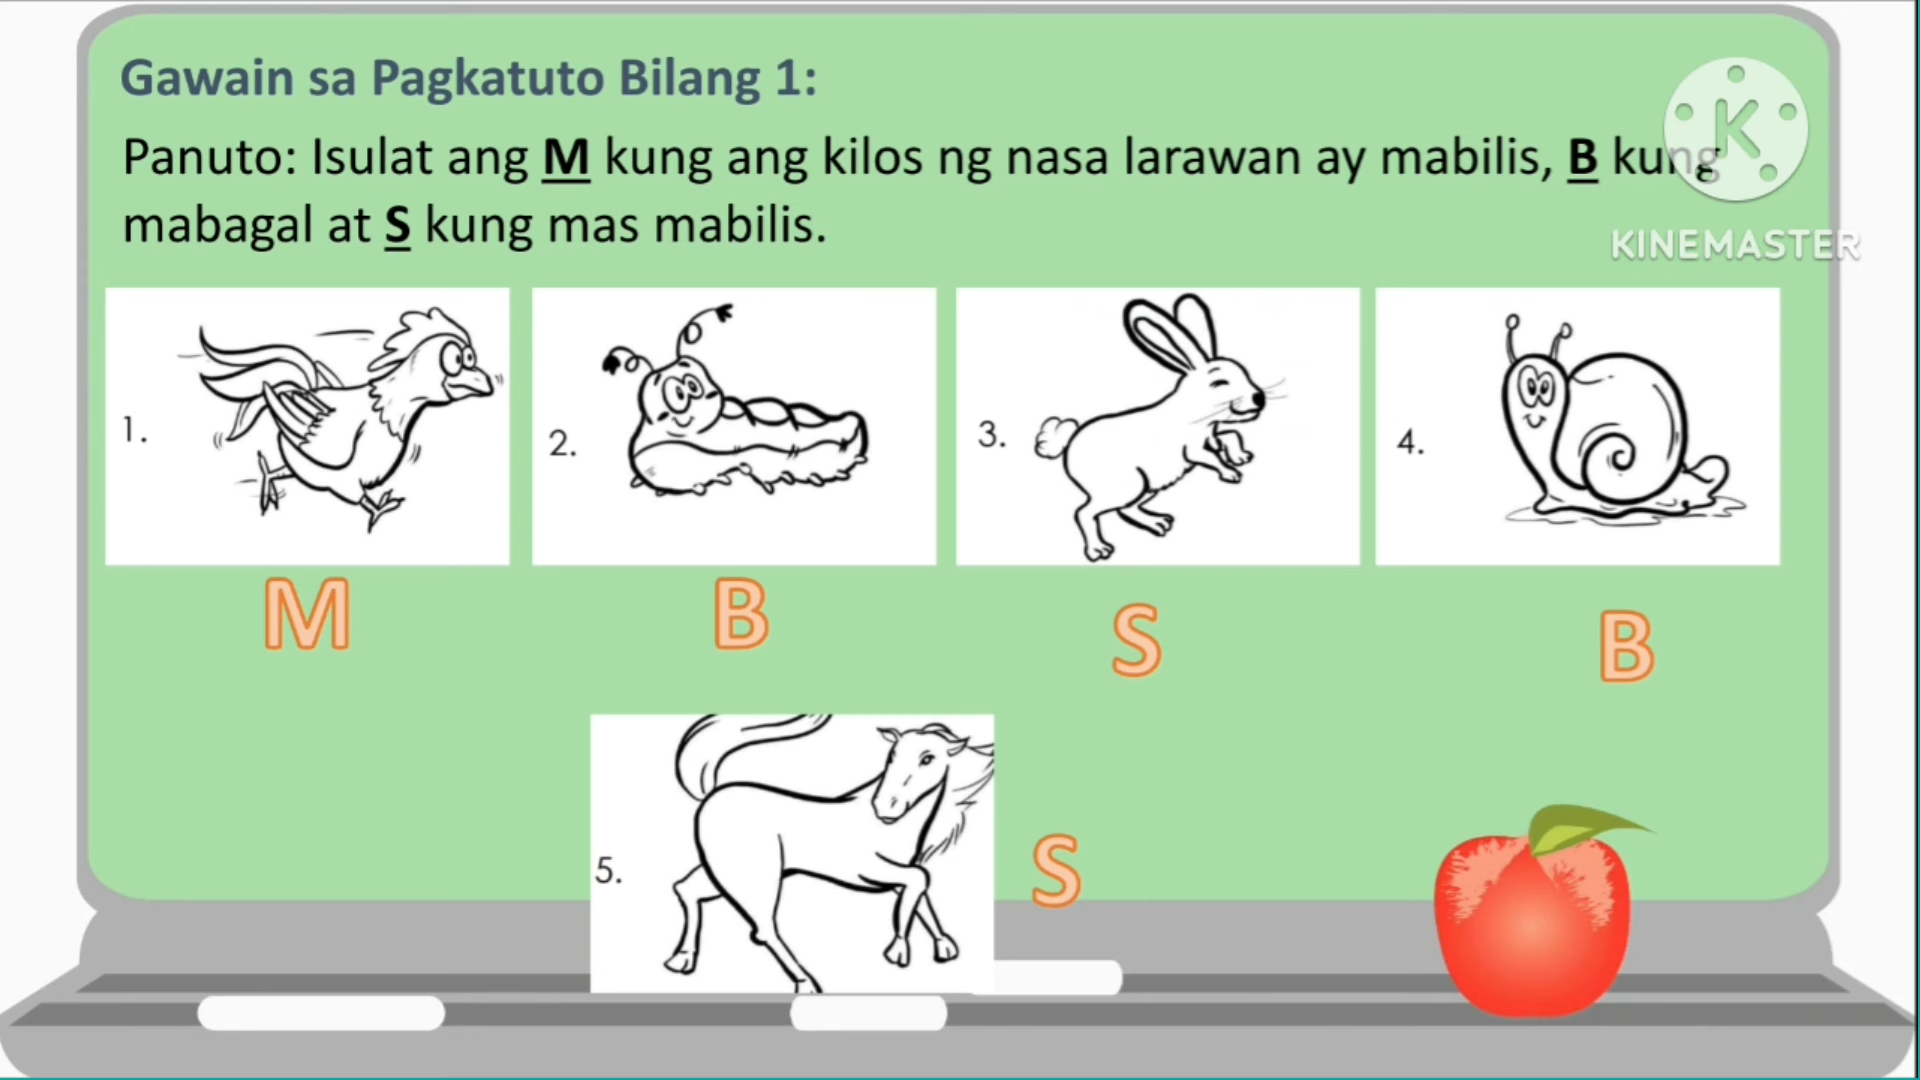 Gawain sa Pagkatuto Bilang 1:
Panuto: Isulat ang M kung ang kilos ng nasa larawan ay mabilis, B kung
mabagal at S kung mas mabilis.
K
KINEMASTER
1.
2.
3.
4.
M
B
S
B
5.
S